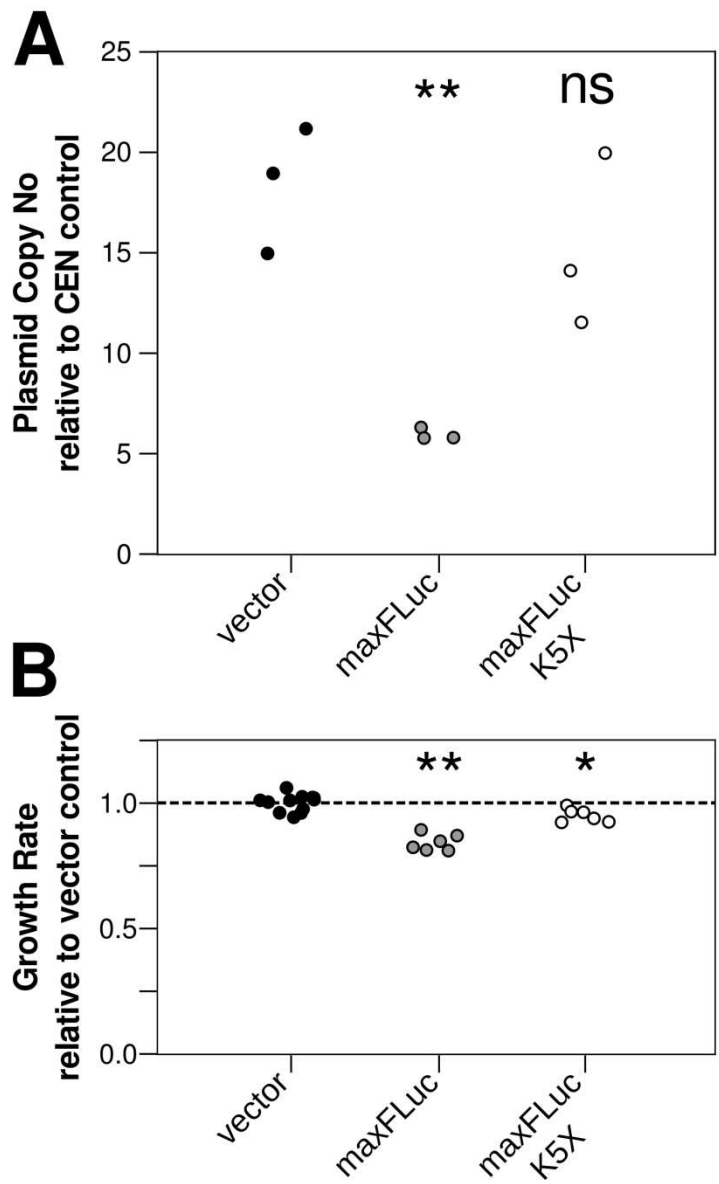 A
Plasmid Copy No
relative to CEN control
25
20
15
10
5
0
** ns
vector
maxFLuc
maxFLuc
K5X
B
Growth Rate
relative to vector control
1.0
0.5
0.0
** *
vector
maxFLuc
maxFLuc
K5X